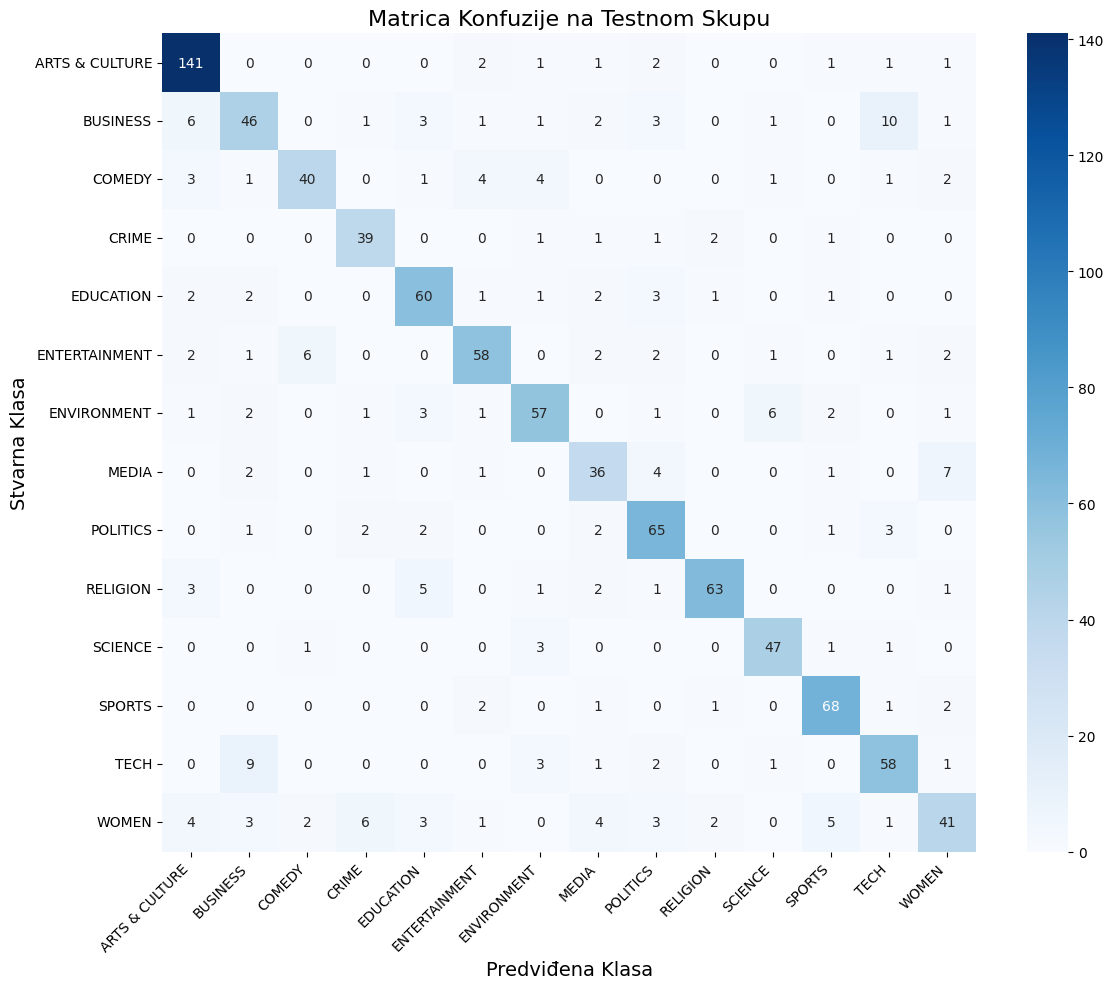 Matrica Konfuzije na Testnom Skupu
Stvarna Klasa
ARTS & CULTURE 141 0 0 0 0 2 1 1 2 0 0 1 1 1
BUSINESS 6 46 0 1 3 1 1 2 3 0 1 0 10 1
COMEDY 3 1 40 0 1 4 4 0 0 0 1 0 1 2
CRIME 0 0 0 39 0 0 1 1 1 2 0 1 0 0
EDUCATION 2 2 0 0 60 1 1 2 3 1 0 1 0 0
ENTERTAINMENT 2 1 6 0 0 58 0 2 2 0 1 0 1 2
ENVIRONMENT 1 2 0 1 3 1 57 0 1 0 6 2 0 1
MEDIA 0 2 0 1 0 1 0 36 4 0 0 1 0 7
POLITICS 0 1 0 2 2 0 0 2 65 0 0 1 3 0
RELIGION 3 0 0 0 5 0 1 2 1 63 0 0 0 1
SCIENCE 0 0 1 0 0 0 3 0 0 0 47 1 1 0
SPORTS 0 0 0 0 0 2 0 1 0 1 0 68 1 2
TECH 0 9 0 0 0 0 3 1 2 0 1 0 58 1
WOMEN 4 3 2 6 3 1 0 4 3 2 0 5 1 41
ARTS & CULTURE BUSINESS COMEDY CRIME EDUCATION ENTERTAINMENT ENVIRONMENT MEDIA POLITICS RELIGION SCIENCE SPORTS TECH WOMEN
Predviđena Klasa
140
120
100
80
60
40
20
0